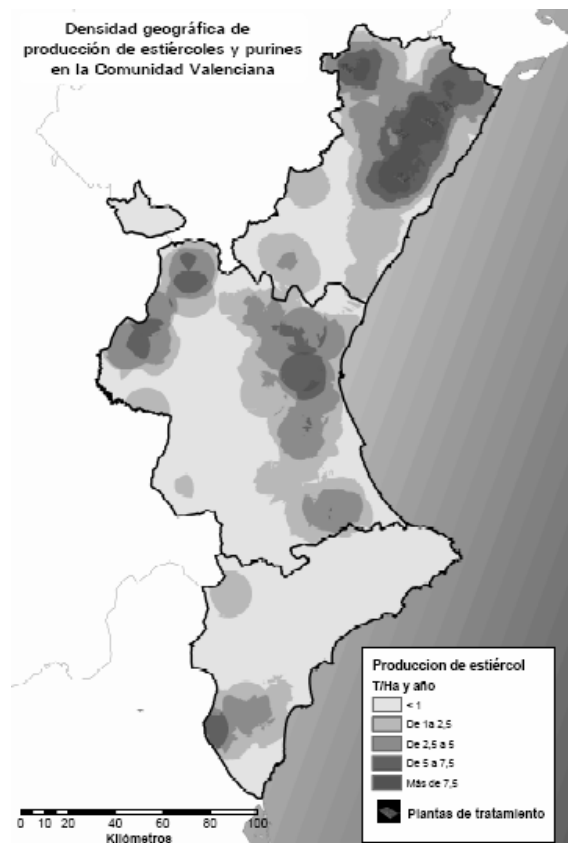 Densidad geográfica de
producción de estiércoles y purines
en la Comunidad Valenciana
Produccion de estiércol
T/Ha y año
< 1
De 1a 2,5
De 2,5 a 5
De 5 a 7,5
Más de 7,5
Plantas de tratamiento
0 10 20 40 60 80 100
Kilómetros